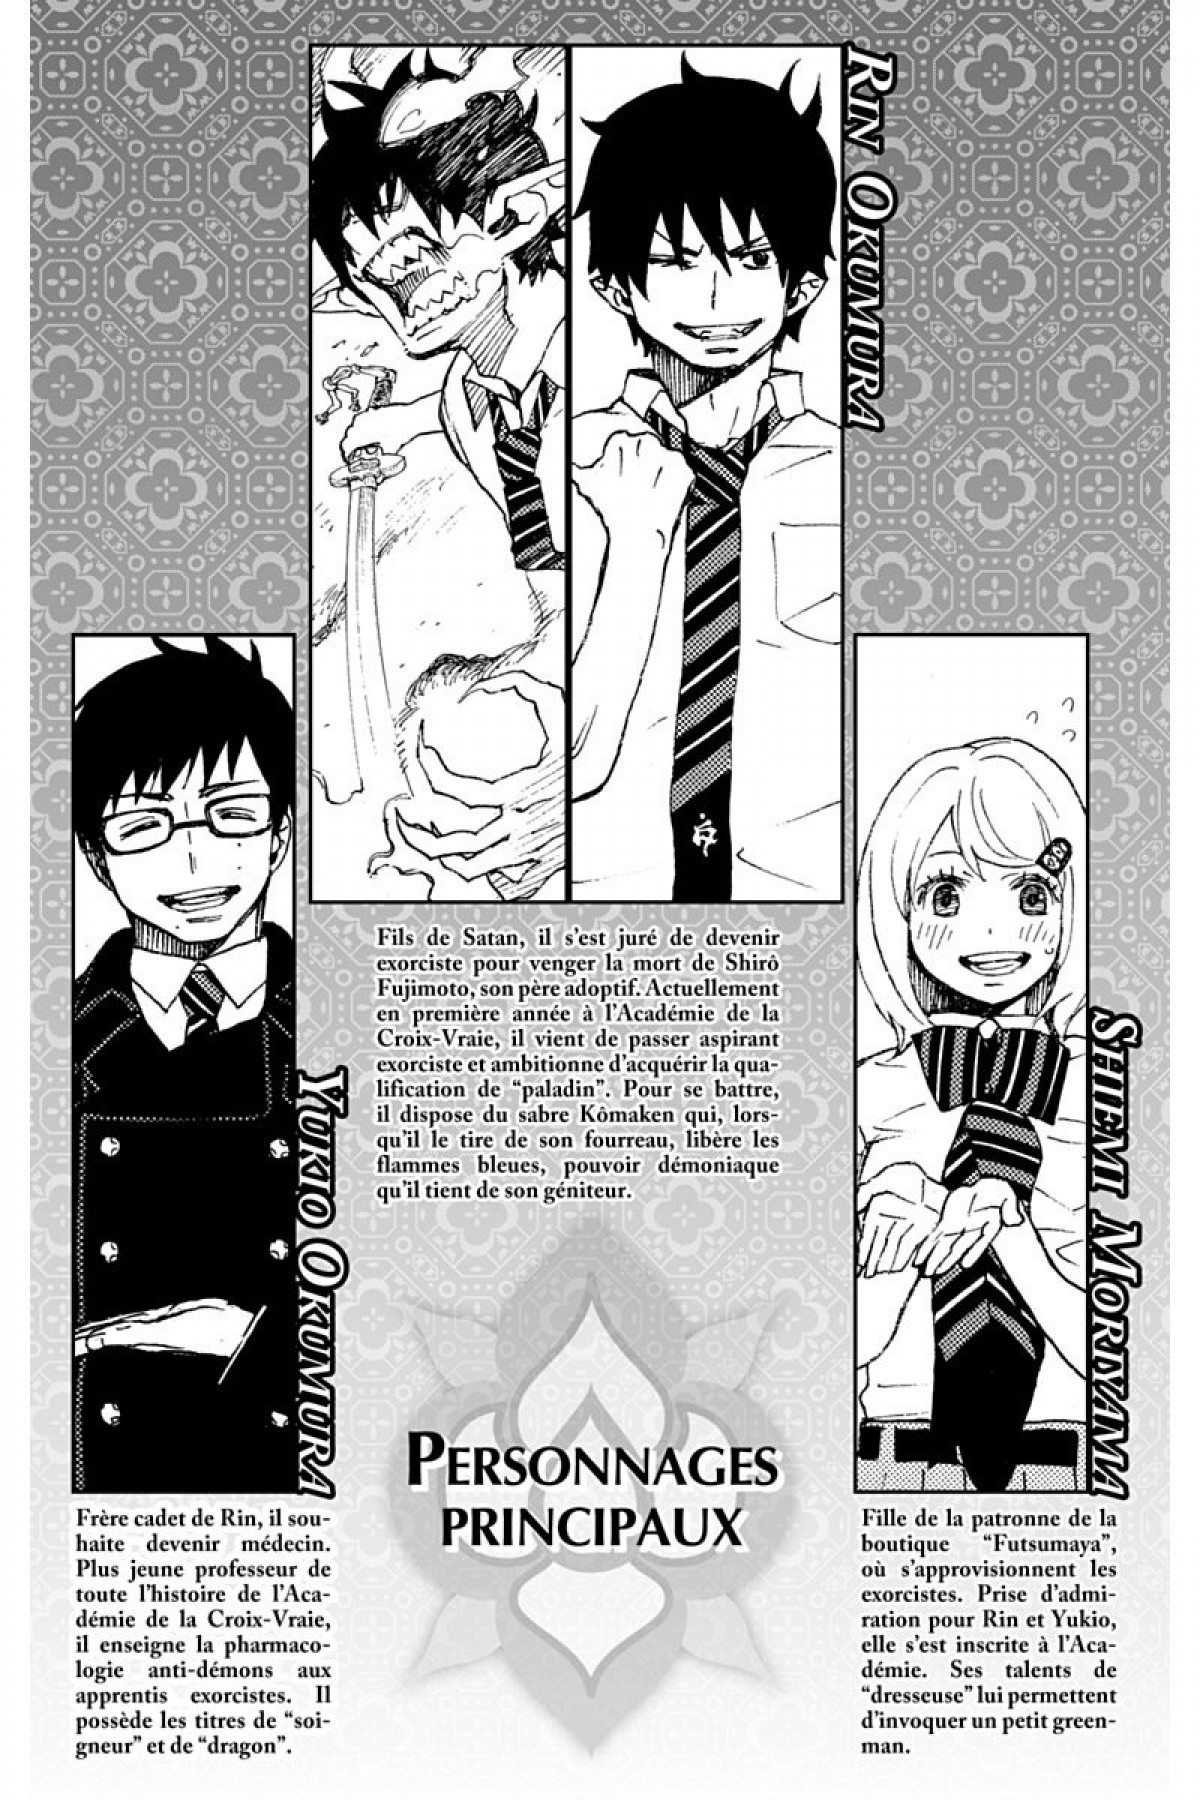 RIN OKUMURA
Fils de Satan, il s'est juré de devenir
exorciste pour venger la mort de Shirô
Fujimoto, son père adoptif. Actuellement
en première année à l'Académie de la
Croix-Vraie, il vient de passer aspirant
exorciste et ambitionne d'acquérir la qua-
lification de “paladin”. Pour se battre,
il dispose du sabre Kômaken qui, lors-
qu'il le tire de son fourreau, libère les
flammes bleues, pouvoir démoniaque
qu'il tient de son géniteur.
YUKIO OKUMURA
Frère cadet de Rin, il sou-
haite devenir médecin.
Plus jeune professeur de
toute l'histoire de l'Aca-
démie de la Croix-Vraie,
il enseigne la pharmaco-
logie anti-démons aux
apprentis exorcistes. Il
possède les titres de “soi-
gneur” et de “dragon”.
PERSONNAGES
PRINCIPAUX
SHIEMI MORIYAMA
Fille de la patronne de la
boutique “Futsumaya”,
où s'approvisionnent les
exorcistes. Prise d'admi-
ration pour Rin et Yukio,
elle s'est inscrite à l'Aca-
démie. Ses talents de
“dresseuse” lui permettent
d'invoquer un petit green-
man.